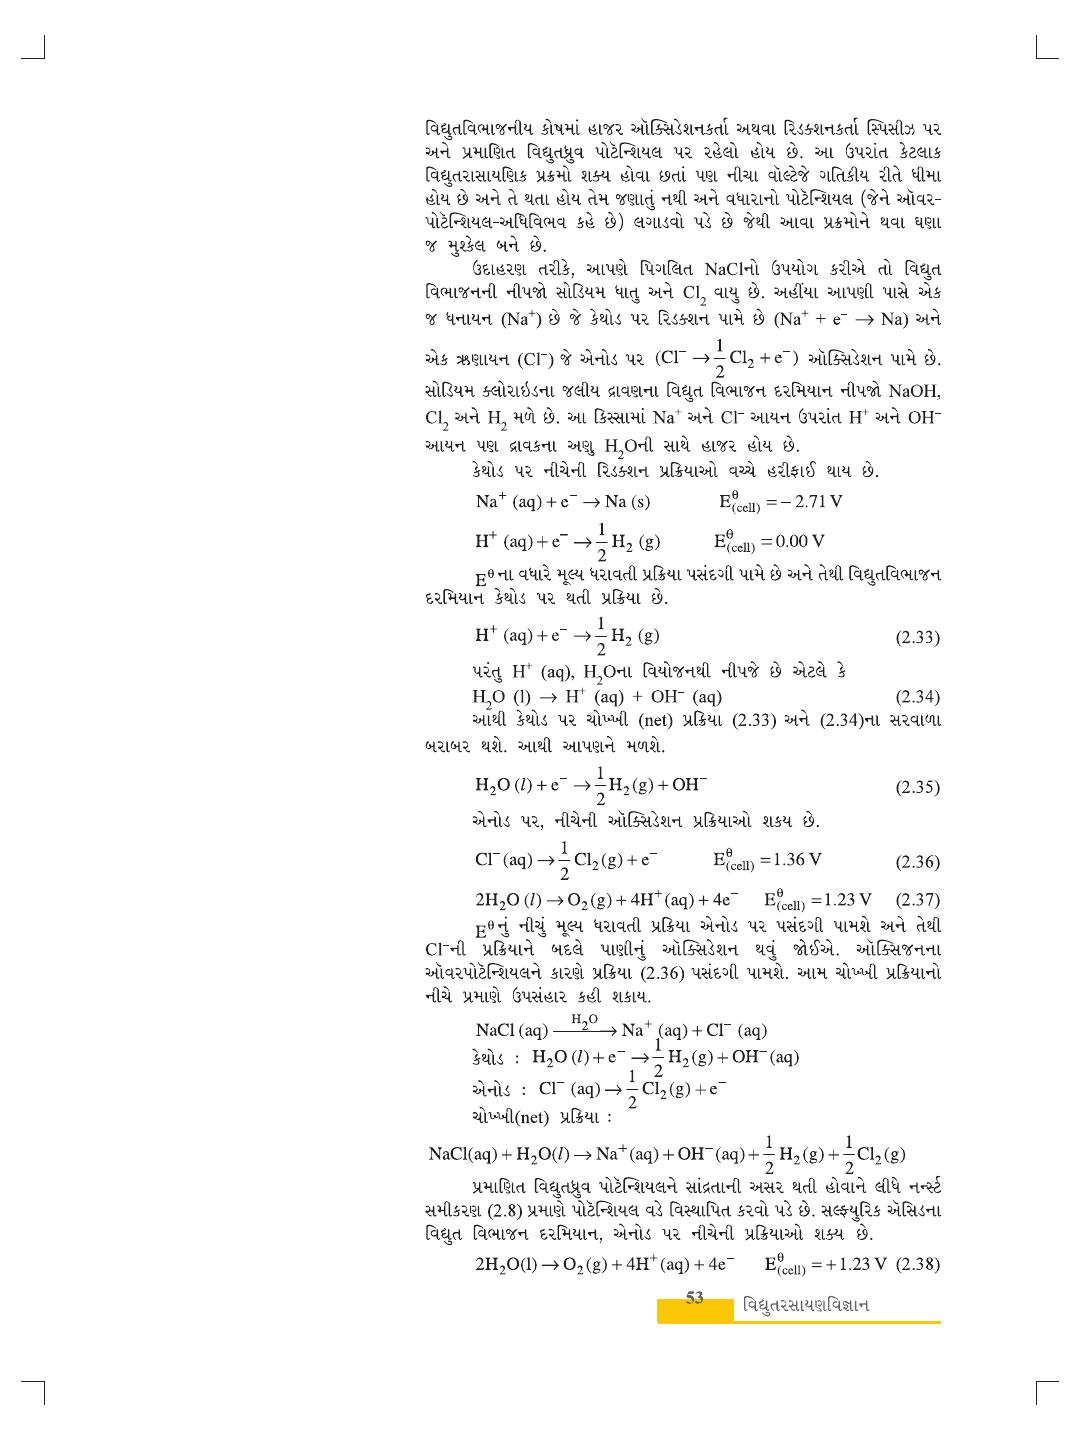 વિદ્યુતવિભાજનીય કોષમાં હાજર ઑક્સિડેશનકર્તા અથવા રિડક્શનકર્તા સ્પિસીઝ પર
અને પ્રમાણિત વિદ્યુતધ્રુવ પોટૅન્શિયલ પર રહેલો હોય છે. આ ઉપરાંત કેટલાક
વિદ્યુતરાસાયણિક પ્રક્રમો શક્ય હોવા છતાં પણ નીચા વૉલ્ટેજે ગતિકીય રીતે ધીમા
હોય છે અને તે થતા હોય તેમ જણાતું નથી અને વધારાનો પોટૅન્શિયલ (જેને ઑવર-
પોટૅન્શિયલ-અધિવિભવ કહે છે) લગાડવો પડે છે જેથી આવા પ્રક્રમોને થવા ઘણા
જ મુશ્કેલ બને છે.
ઉદાહરણ તરીકે, આપણે પિગલિત NaClનો ઉપયોગ કરીએ તો વિદ્યુત
વિભાજનની નીપજો સોડિયમ ધાતુ અને Cl₂ વાયુ છે. અહીંયા આપણી પાસે એક
જ ધનાયન (Na⁺) છે જે કેથોડ પર રિડક્શન પામે છે (Na⁺ + e⁻ → Na) અને
એક ઋણાયન (Cl⁻) જે એનોડ પર (Cl⁻ → 1/2 Cl₂ + e⁻) ઑક્સિડેશન પામે છે.
સોડિયમ ક્લોરાઇડના જલીય દ્રાવણના વિદ્યુત વિભાજન દરમિયાન નીપજો NaOH,
Cl₂ અને H₂ મળે છે. આ કિસ્સામાં Na⁺ અને Cl⁻ આયન ઉપરાંત H⁺ અને OH⁻
આયન પણ દ્રાવકના અણુ H₂Oની સાથે હાજર હોય છે.
કેથોડ પર નીચેની રિડક્શન પ્રક્રિયાઓ વચ્ચે હરીફાઈ થાય છે.
Na⁺ (aq) + e⁻ → Na (s) E^θ_(cell) = – 2.71 V
H⁺ (aq) + e⁻ → 1/2 H₂ (g) E^θ_(cell) = 0.00 V
E^θ ના વધારે મૂલ્ય ધરાવતી પ્રક્રિયા પસંદગી પામે છે અને તેથી વિદ્યુતવિભાજન
દરમિયાન કેથોડ પર થતી પ્રક્રિયા છે.
H⁺ (aq) + e⁻ → 1/2 H₂ (g) (2.33)
પરંતુ H⁺ (aq), H₂Oના વિયોજનથી નીપજે છે એટલે કે
H₂O (l) → H⁺ (aq) + OH⁻ (aq) (2.34)
આથી કેથોડ પર ચોખ્ખી (net) પ્રક્રિયા (2.33) અને (2.34)ના સરવાળા
બરાબર થશે. આથી આપણને મળશે.
H₂O (l) + e⁻ → 1/2 H₂(g) + OH⁻ (2.35)
એનોડ પર, નીચેની ઑક્સિડેશન પ્રક્રિયાઓ શકય છે.
Cl⁻(aq) → 1/2 Cl₂(g) + e⁻ E^θ_(cell) = 1.36 V (2.36)
2H₂O (l) → O₂(g) + 4H⁺(aq) + 4e⁻ E^θ_(cell) = 1.23 V (2.37)
E^θ નું નીચું મૂલ્ય ધરાવતી પ્રક્રિયા એનોડ પર પસંદગી પામશે અને તેથી
Cl⁻ની પ્રક્રિયાને બદલે પાણીનું ઑક્સિડેશન થવું જોઈએ. ઑક્સિજનના
ઑવરપોટૅન્શિયલને કારણે પ્રક્રિયા (2.36) પસંદગી પામશે. આમ ચોખ્ખી પ્રક્રિયાનો
નીચે પ્રમાણે ઉપસંહાર કહી શકાય.
NaCl (aq) —H₂O→ Na⁺ (aq) + Cl⁻ (aq)
કેથોડ : H₂O (l) + e⁻ → 1/2 H₂(g) + OH⁻(aq)
એનોડ : Cl⁻ (aq) → 1/2 Cl₂(g) + e⁻
ચોખ્ખી(net) પ્રક્રિયા :
NaCl(aq) + H₂O(l) → Na⁺(aq) + OH⁻(aq) + 1/2 H₂(g) + 1/2 Cl₂(g)
પ્રમાણિત વિદ્યુતધ્રુવ પોટૅન્શિયલને સાંદ્રતાની અસર થતી હોવાને લીધે નર્ન્સ્ટ
સમીકરણ (2.8) પ્રમાણે પોટૅન્શિયલ વડે વિસ્થાપિત કરવો પડે છે. સલ્ફ્યુરિક ઍસિડના
વિદ્યુત વિભાજન દરમિયાન, એનોડ પર નીચેની પ્રક્રિયાઓ શક્ય છે.
2H₂O(l) → O₂(g) + 4H⁺(aq) + 4e⁻ E^θ_(cell) = +1.23 V (2.38)
53 વિદ્યુતરસાયણવિજ્ઞાન